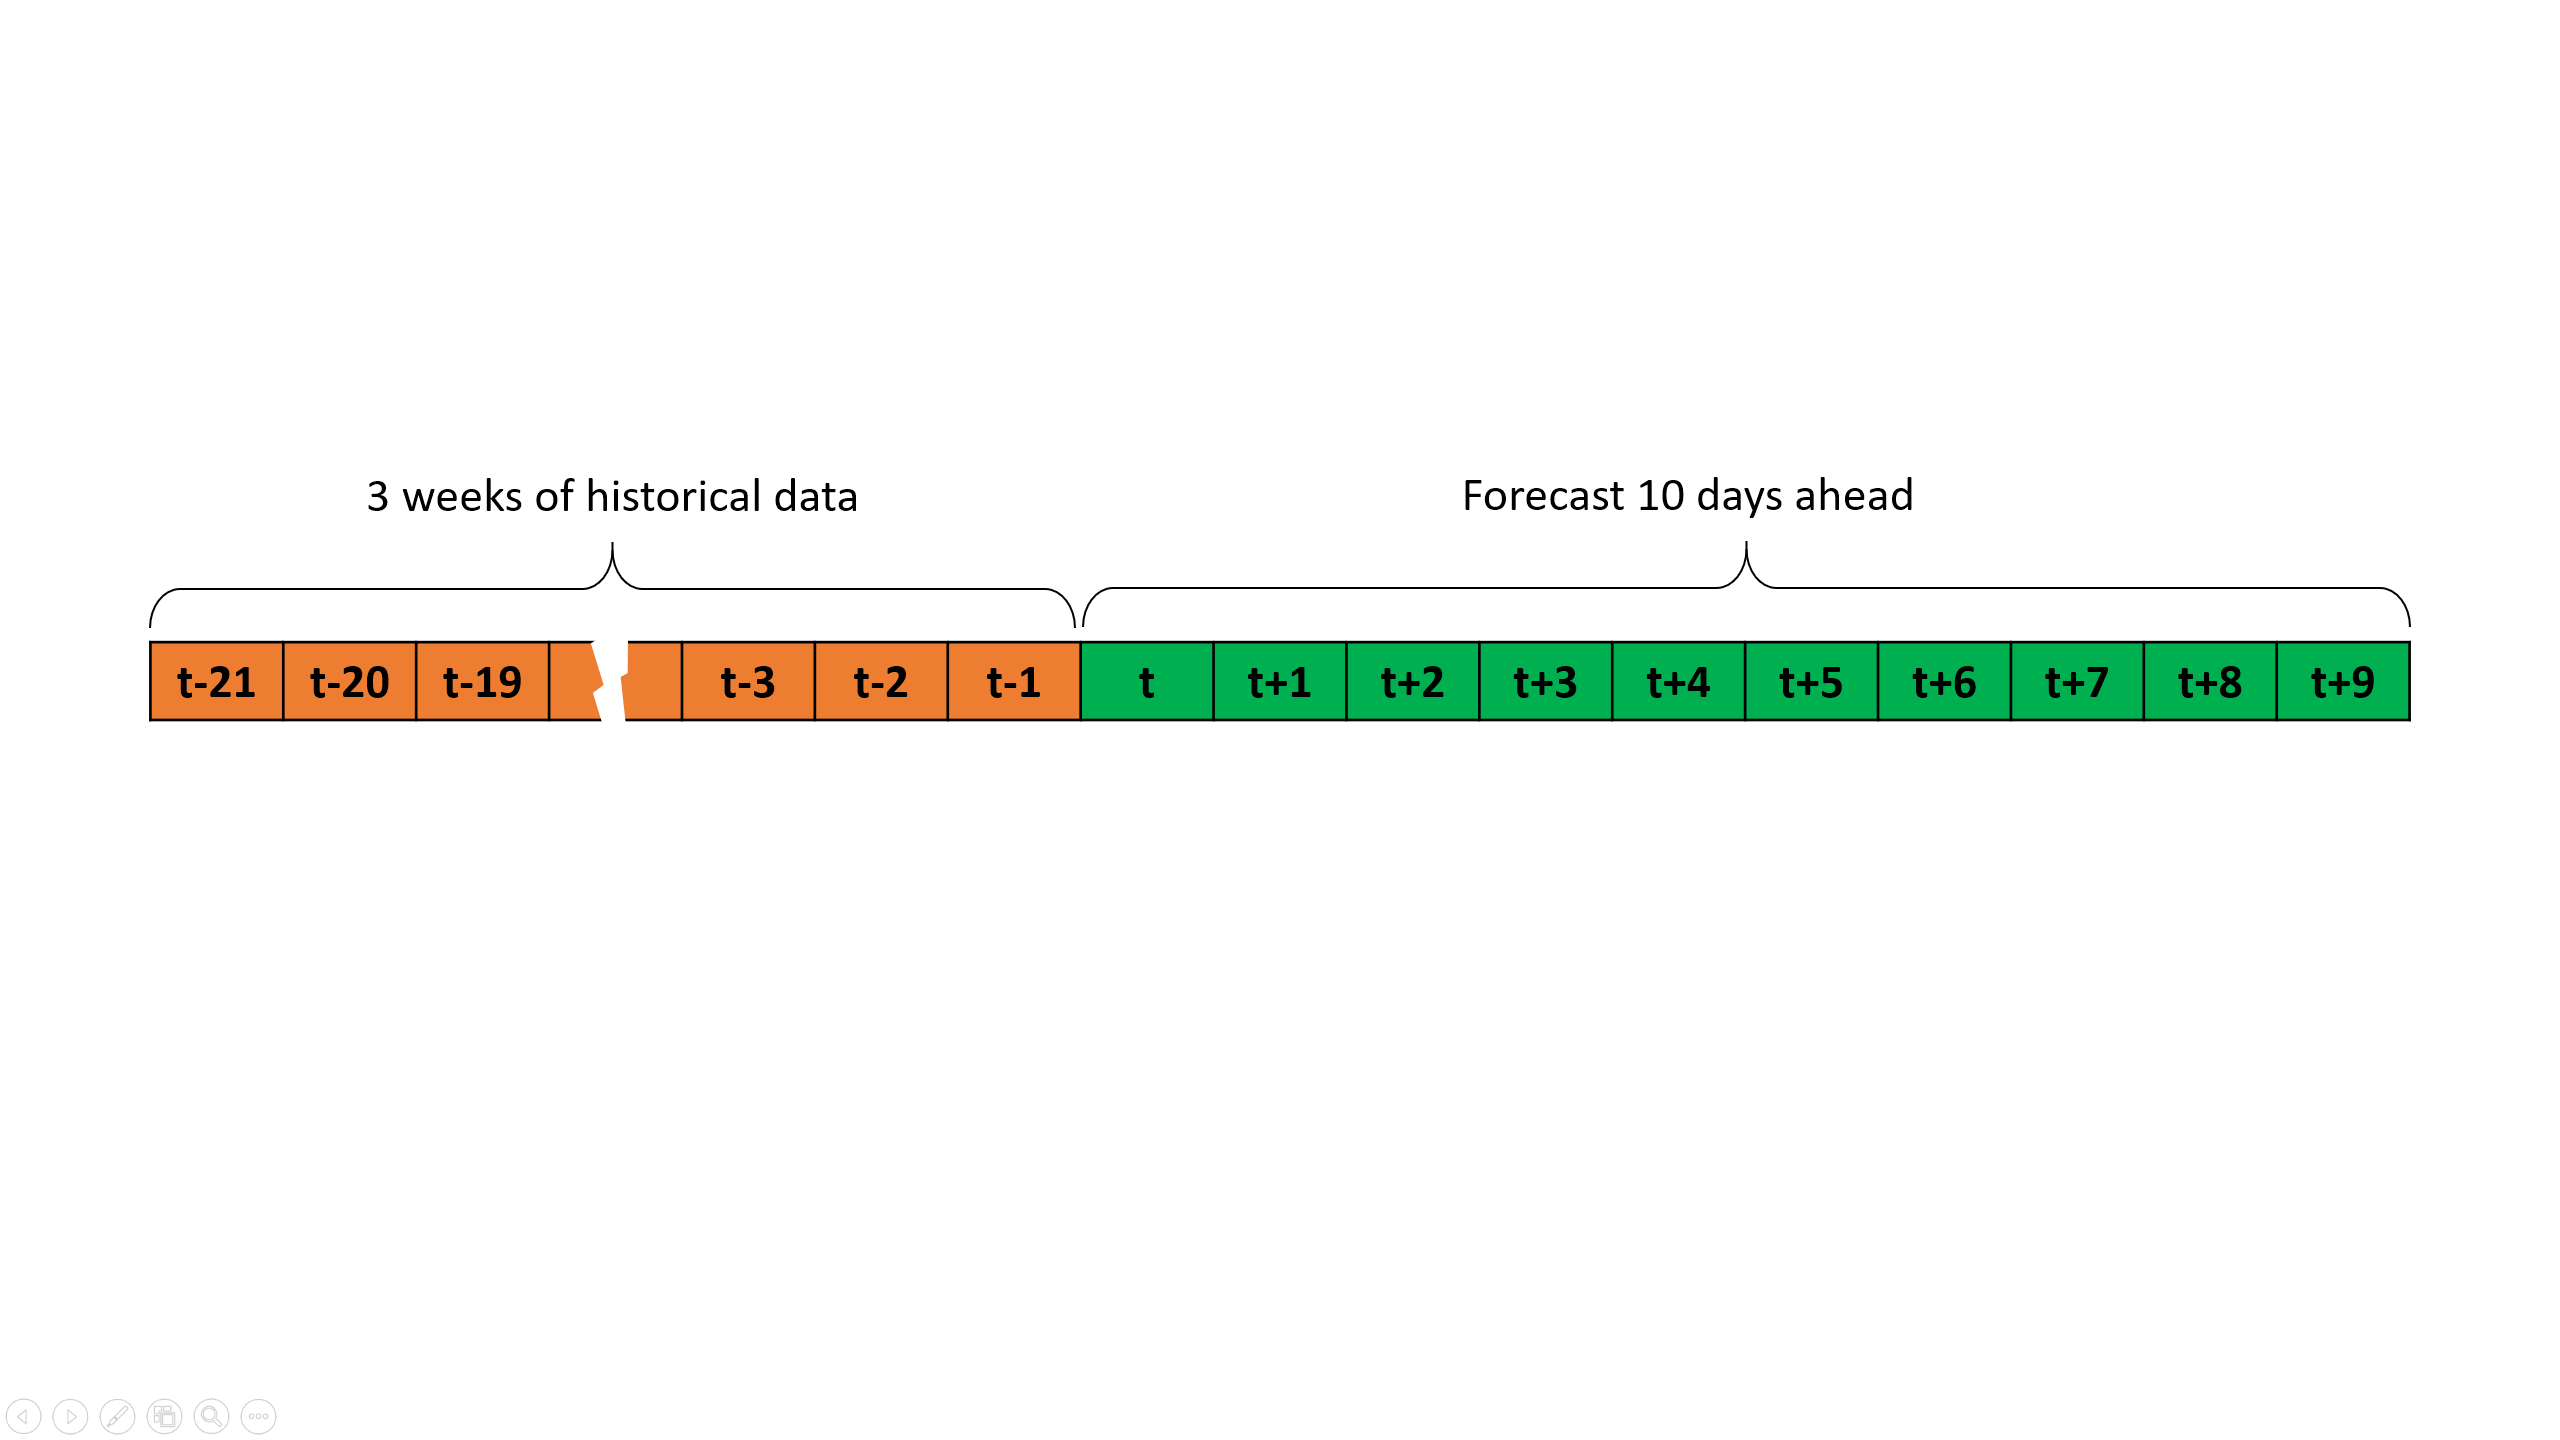 3 weeks of historical data
Forecast 10 days ahead
t-21 t-20 t-19 t-3 t-2 t-1 t t+1 t+2 t+3 t+4 t+5 t+6 t+7 t+8 t+9